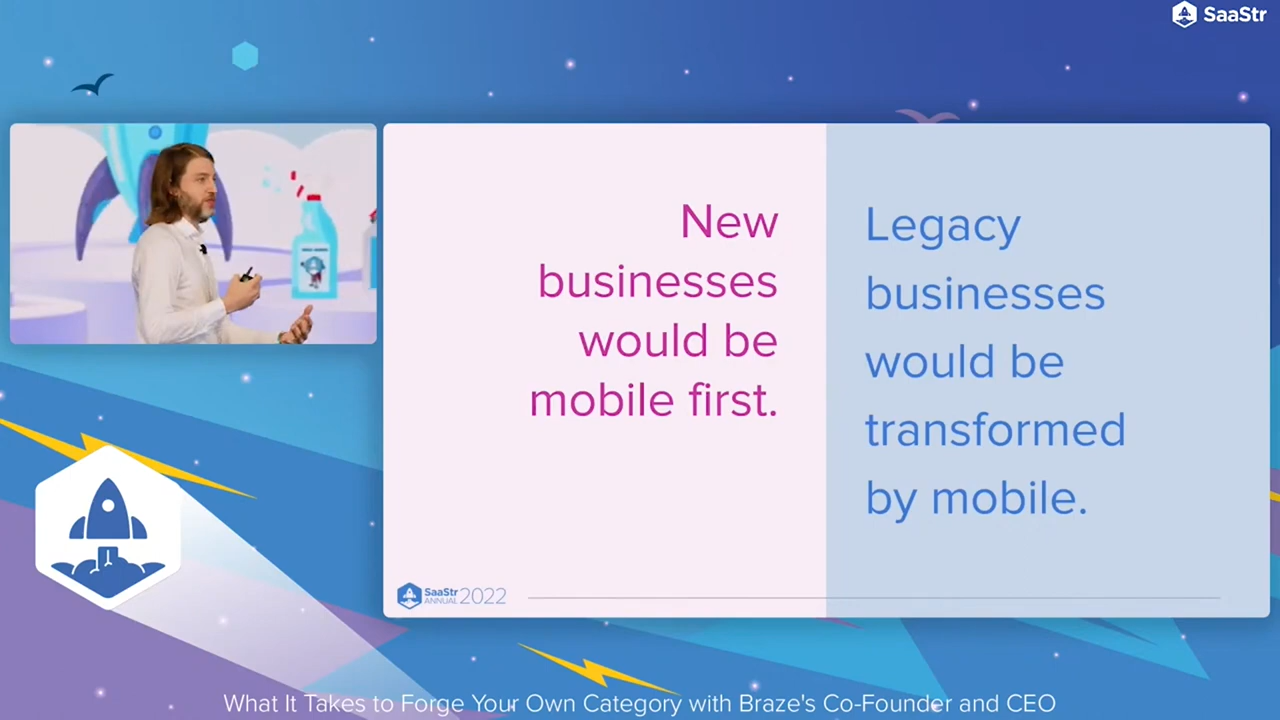 SaaStr
New
businesses
would be
mobile first.
Legacy
businesses
would be
transformed
by mobile.
SaaStr
ANNUAL 2022
What It Takes to Forge Your Own Category with Braze's Co-Founder and CEO